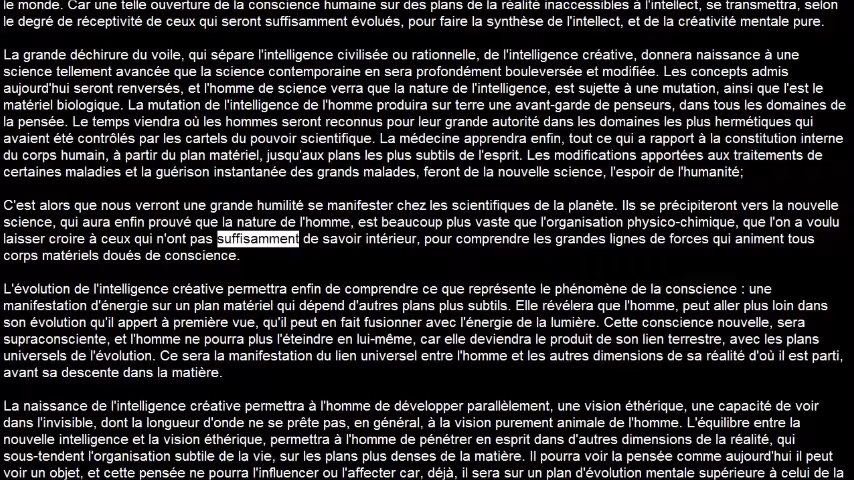 le monde. Car une telle ouverture de la conscience humaine sur des plans de la réalité inaccessibles à l'intellect, se transmettra, selon
le degré de réceptivité de ceux qui seront suffisamment évolués, pour faire la synthèse de l'intellect, et de la créativité mentale pure.
La grande déchirure du voile, qui sépare l'intelligence civilisée ou rationnelle, de l'intelligence créative, donnera naissance à une
science tellement avancée que la science contemporaine en sera profondément bouleversée et modifiée. Les concepts admis
aujourd'hui seront renversés, et l'homme de science verra que la nature de l'intelligence, est sujette à une mutation, ainsi que l'est le
matériel biologique. La mutation de l'intelligence de l'homme produira sur terre une avant-garde de penseurs, dans tous les domaines de
la pensée. Le temps viendra où les hommes seront reconnus pour leur grande autorité dans les domaines les plus hermétiques qui
avaient été contrôlés par les cartels du pouvoir scientifique. La médecine apprendra enfin, tout ce qui a rapport à la constitution interne
du corps humain, à partir du plan matériel, jusqu'aux plans les plus subtils de l'esprit. Les modifications apportées aux traitements de
certaines maladies et la guérison instantanée des grands malades, feront de la nouvelle science, l'espoir de l'humanité;
C'est alors que nous verrons une grande humilité se manifester chez les scientifiques de la planète. Ils se précipiteront vers la nouvelle
science, qui aura enfin prouvé que la nature de l'homme, est beaucoup plus vaste que l'organisation physico-chimique, que l'on a voulu
laisser croire à ceux qui n'ont pas suffisamment de savoir intérieur, pour comprendre les grandes lignes de forces qui animent tous
corps matériels doués de conscience.
L'évolution de l'intelligence créative permettra enfin de comprendre ce que représente le phénomène de la conscience : une
manifestation d'énergie sur un plan matériel qui dépend d'autres plans plus subtils. Elle révélera que l'homme, peut aller plus loin dans
son évolution qu'il appert à première vue, qu'il peut en fait fusionner avec l'énergie de la lumière. Cette conscience nouvelle, sera
supraconsciente, et l'homme ne pourra plus l'éteindre en lui-même, car elle deviendra le produit de son lien terrestre, avec les plans
universels de l'évolution. Ce sera la manifestation du lien universel entre l'homme et les autres dimensions de sa réalité d'où il est parti,
avant sa descente dans la matière.
La naissance de l'intelligence créative permettra à l'homme de développer parallèlement, une vision éthérique, une capacité de voir
dans l'invisible, dont la longueur d'onde ne se prête pas, en général, à la vision purement animale de l'homme. L'équilibre entre la
nouvelle intelligence et la vision éthérique, permettra à l'homme de pénétrer en esprit dans d'autres dimensions de la réalité, qui
sous-tendent l'organisation subtile de la vie, sur les plans plus denses de la matière. Il pourra voir la pensée comme aujourd'hui il peut
voir un objet, et cette pensée ne pourra l'influencer ou l'affecter car, déjà, il sera sur un plan d'évolution mentale supérieure à celui de la